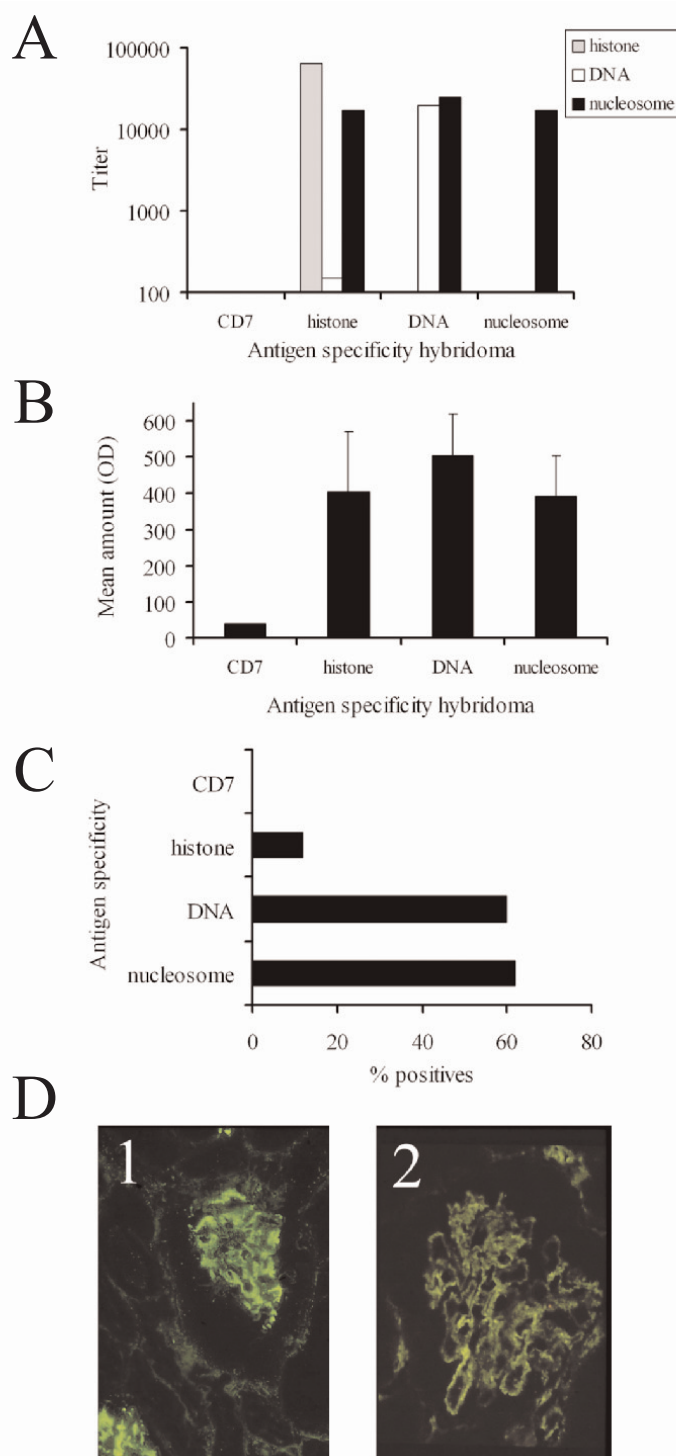 A
100000
10000
1000
100
Titer
histone
DNA
nucleosome
CD7 histone DNA nucleosome
Antigen specificity hybridoma
B
600
500
400
300
200
100
0
Mean amount (OD)
CD7 histone DNA nucleosome
Antigen specificity hybridoma
C
Antigen specificity
CD7
histone
DNA
nucleosome
0 20 40 60 80
% positives
D
1 2